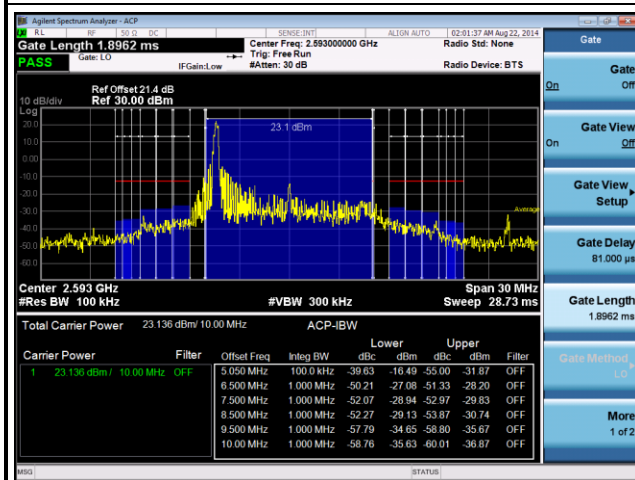 Agilent Spectrum Analyzer - ACP
RL RF 50 Ω DC SENSE:INT ALIGN AUTO 02:01:37 AM Aug 22, 2014
Gate Length 1.8962 ms
Center Freq: 2.593000000 GHz
Radio Std: None
PASS
Gate: LO
IFGain:Low
Trig: Free Run
#Atten: 30 dB
Radio Device: BTS
Ref Offset 21.4 dB
10 dB/div
Ref 30.00 dBm
Log
20.0
10.0
0.00
-10.0
-20.0
-30.0
-40.0
-50.0
-60.0
23.1 dBm
Average
Center 2.593 GHz
Span 30 MHz
#Res BW 100 kHz
#VBW 300 kHz
Sweep 28.73 ms
Total Carrier Power 23.136 dBm/ 10.00 MHz
ACP-IBW
Lower Upper
Carrier Power Filter Offset Freq Integ BW dBc dBm dBc dBm Filter
1 23.136 dBm / 10.00 MHz OFF 5.050 MHz 100.0 kHz -39.63 -16.49 -55.00 -31.87 OFF
6.500 MHz 1.000 MHz -50.21 -27.08 -51.33 -28.20 OFF
7.500 MHz 1.000 MHz -52.07 -28.94 -52.97 -29.83 OFF
8.500 MHz 1.000 MHz -52.27 -29.13 -53.87 -30.74 OFF
9.500 MHz 1.000 MHz -57.79 -34.65 -58.80 -35.67 OFF
10.00 MHz 1.000 MHz -58.76 -35.63 -60.01 -36.87 OFF
MSG
STATUS
Gate
Gate
On Off
Gate View
On Off
Gate View
Setup
Gate Delay
81.000 µs
Gate Length
1.8962 ms
Gate Method
LO
More
1 of 2